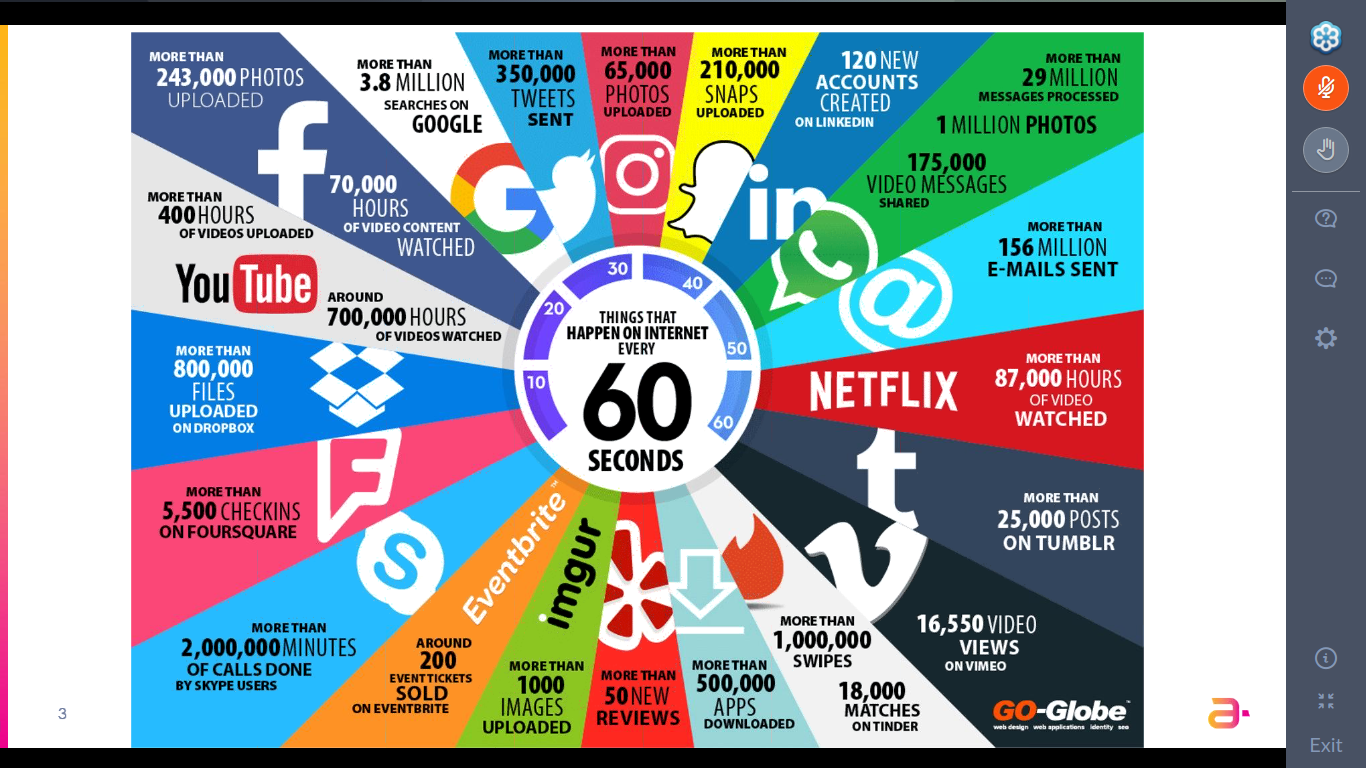 MORE THAN
243,000 PHOTOS
UPLOADED
70,000
HOURS
OF VIDEO CONTENT
WATCHED
MORE THAN
3.8 MILLION
SEARCHES ON
GOOGLE
MORE THAN
350,000
TWEETS
SENT
MORE THAN
65,000
PHOTOS
UPLOADED
MORE THAN
210,000
SNAPS
UPLOADED
120 NEW
ACCOUNTS
CREATED
ON LINKEDIN
in
MORE THAN
29 MILLION
MESSAGES PROCESSED
1 MILLION PHOTOS
175,000
VIDEO MESSAGES
SHARED
MORE THAN
156 MILLION
E-MAILS SENT
@
NETFLIX
MORE THAN
87,000 HOURS
OF VIDEO
WATCHED
MORE THAN
25,000 POSTS
ON TUMBLR
16,550 VIDEO
VIEWS
ON VIMEO
MORE THAN
1,000,000
SWIPES
18,000
MATCHES
ON TINDER
MORE THAN
500,000
APPS
DOWNLOADED
MORE THAN
50 NEW
REVIEWS
imgur
MORE THAN
1000
IMAGES
UPLOADED
Eventbrite™
AROUND
200
EVENT TICKETS
SOLD
ON EVENTBRITE
MORE THAN
2,000,000 MINUTES
OF CALLS DONE
BY SKYPE USERS
MORE THAN
5,500 CHECKINS
ON FOURSQUARE
MORE THAN
800,000
FILES
UPLOADED
ON DROPBOX
MORE THAN
400 HOURS
OF VIDEOS UPLOADED
YouTube
AROUND
700,000 HOURS
OF VIDEOS WATCHED
10
20
30
40
50
60
THINGS THAT
HAPPEN ON INTERNET
EVERY
60
SECONDS
GO-Globe™
web design web applications identity seo
3
Exit